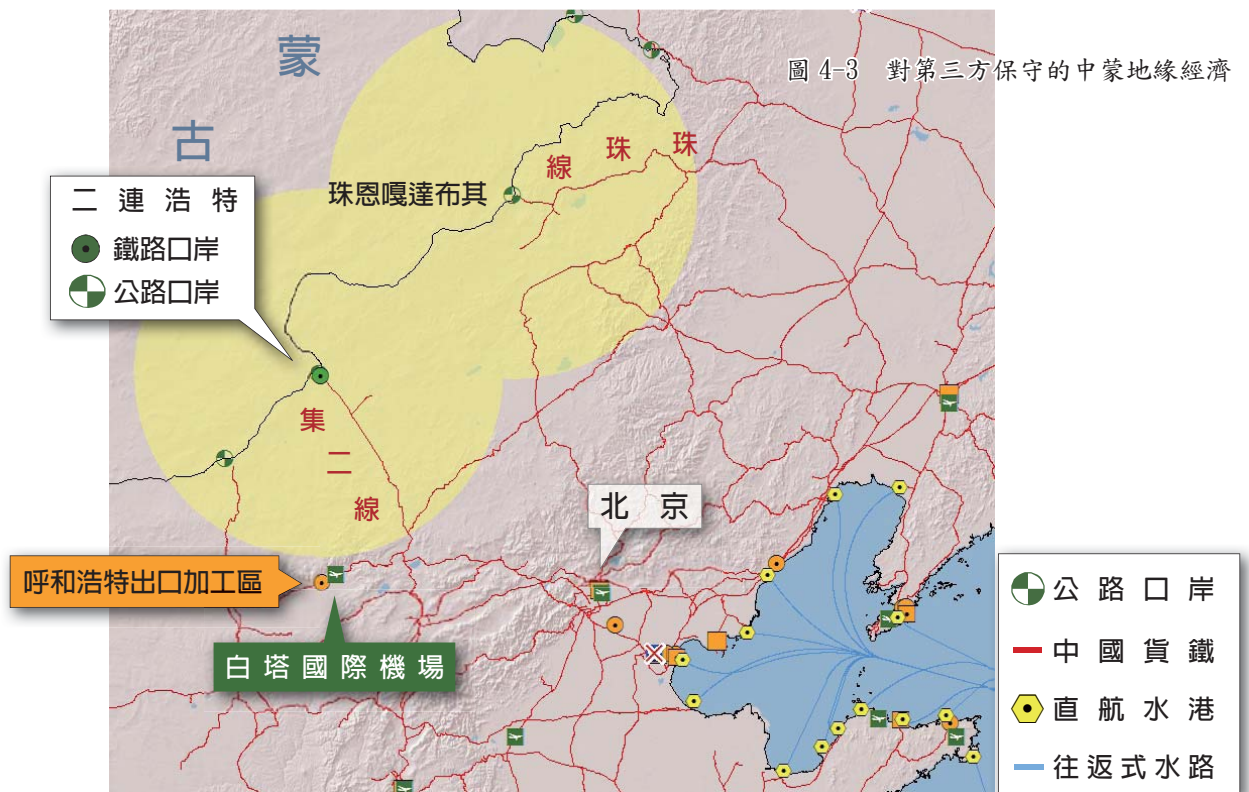 圖 4-3 對第三方保守的中蒙地緣經濟
蒙
古
二連浩特
鐵路口岸
公路口岸
珠恩嘎達布其
珠珠線
集二線
北京
呼和浩特出口加工區
白塔國際機場
公路口岸
中國貨鐵
直航水港
往返式水路